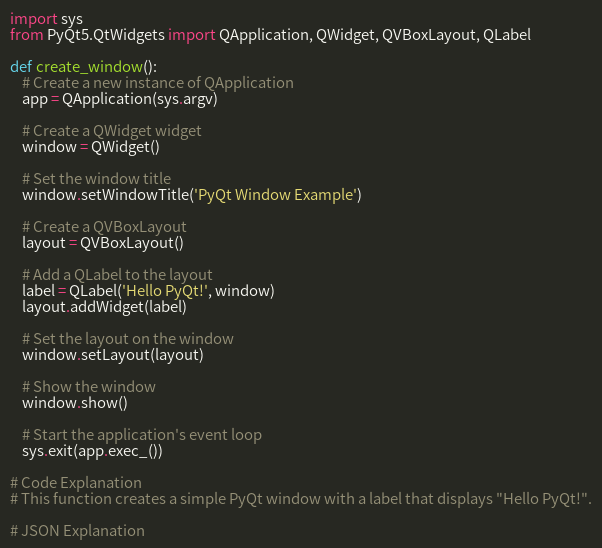 import sys
from PyQt5.QtWidgets import QApplication, QWidget, QVBoxLayout, QLabel

def create_window():
    # Create a new instance of QApplication
    app = QApplication(sys.argv)

    # Create a QWidget widget
    window = QWidget()

    # Set the window title
    window.setWindowTitle('PyQt Window Example')

    # Create a QVBoxLayout
    layout = QVBoxLayout()

    # Add a QLabel to the layout
    label = QLabel('Hello PyQt!', window)
    layout.addWidget(label)

    # Set the layout on the window
    window.setLayout(layout)

    # Show the window
    window.show()

    # Start the application's event loop
    sys.exit(app.exec_())

# Code Explanation
# This function creates a simple PyQt window with a label that displays "Hello PyQt!".

# JSON Explanation